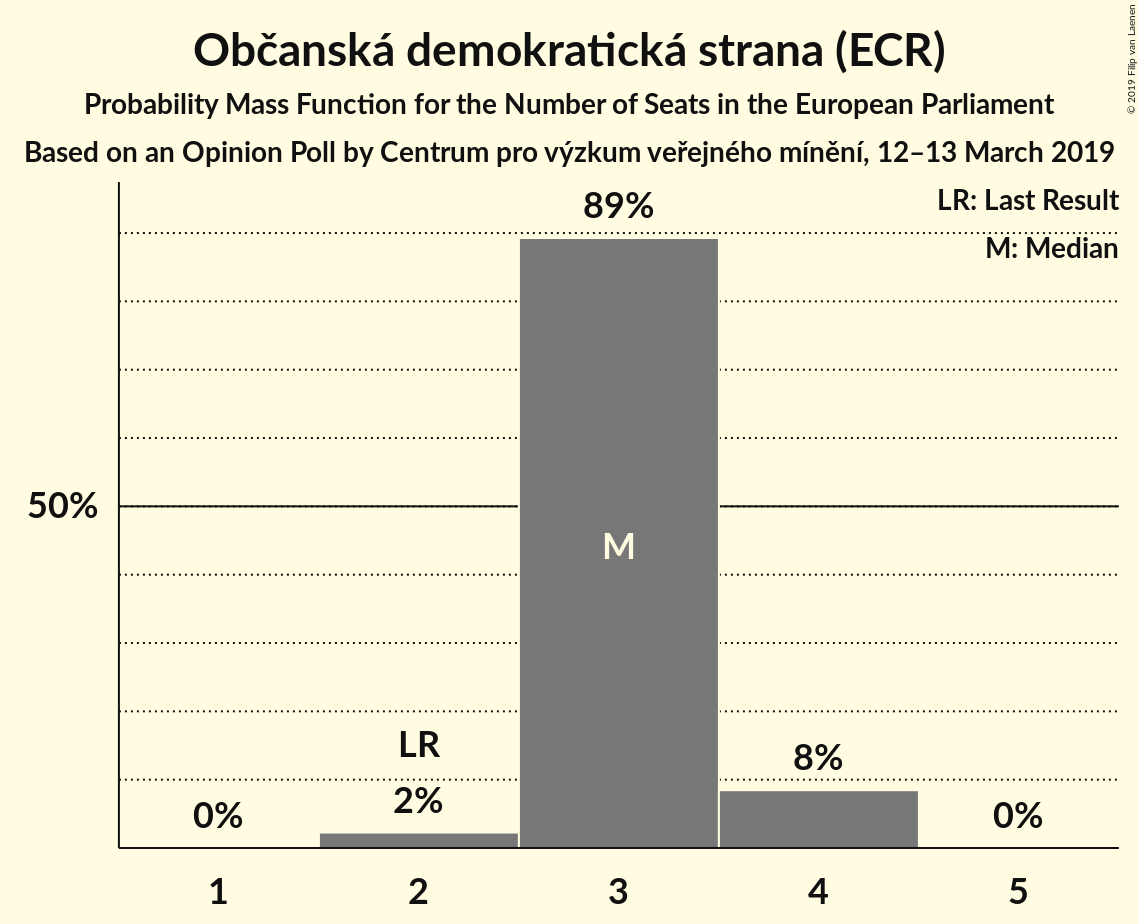 Občanská demokratická strana (ECR)
Probability Mass Function for the Number of Seats in the European Parliament
Based on an Opinion Poll by Centrum pro výzkum veřejného mínění, 12–13 March 2019
© 2019 Filip van Laenen
LR: Last Result
M: Median
89%
50%
M
LR
8%
2%
0%
0%
1 2 3 4 5